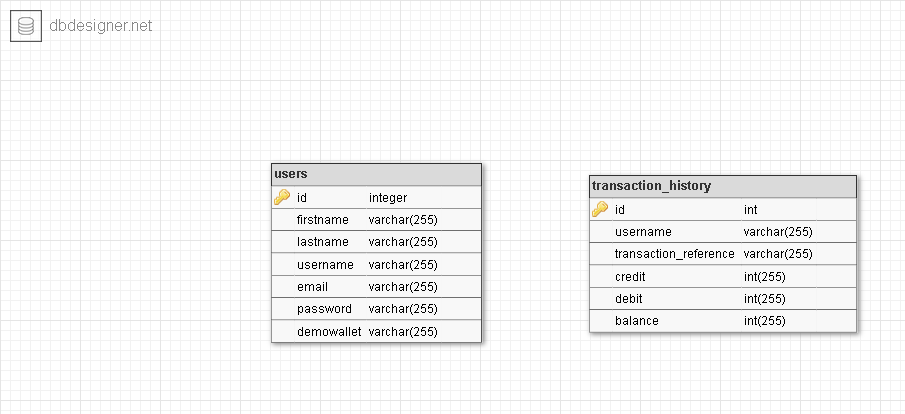 dbdesigner.net
users
id integer
firstname varchar(255)
lastname varchar(255)
username varchar(255)
email varchar(255)
password varchar(255)
demowallet varchar(255)
transaction_history
id int
username varchar(255)
transaction_reference varchar(255)
credit int(255)
debit int(255)
balance int(255)